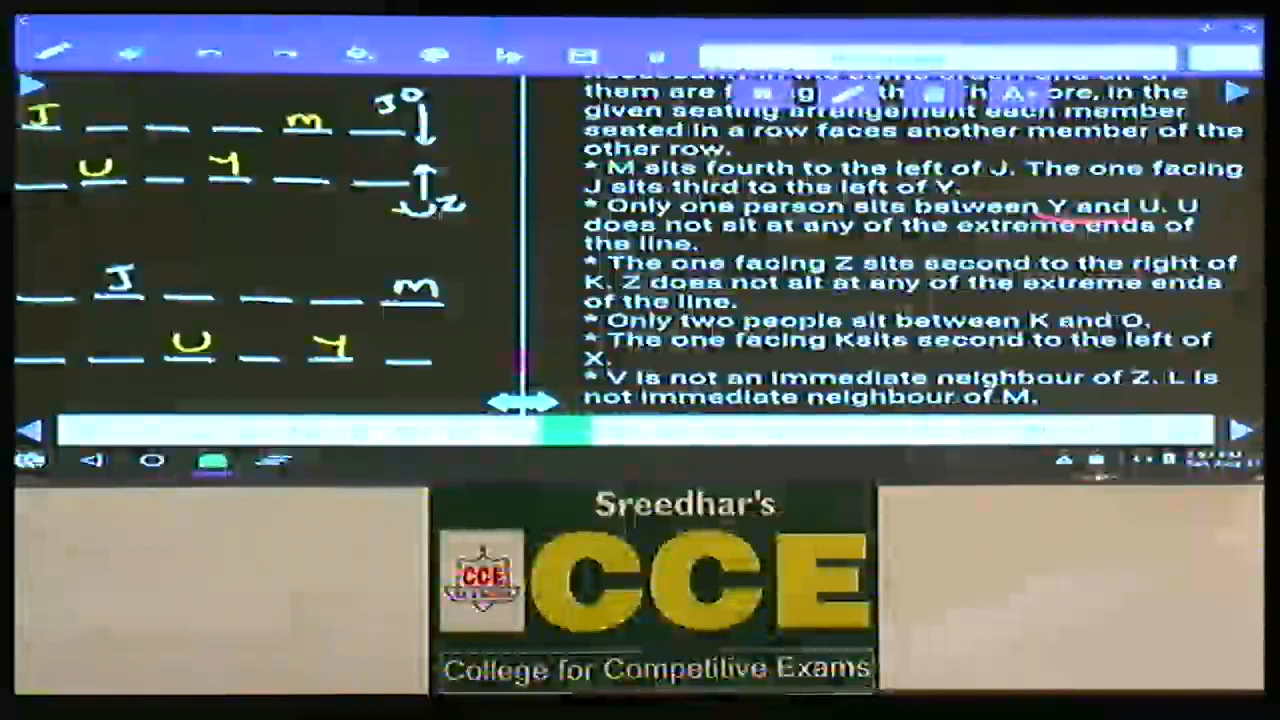 J m J O
U Y
U Z
J m
U Y
them are
given seating arrangement each member
seated in a row faces another member of the
other row.
* M sits fourth to the left of J. The one facing
J sits third to the left of Y.
* Only one person sits between Y and U. U
does not sit at any of the extreme ends of
the line.
* The one facing Z sits second to the right of
K. Z does not sit at any of the extreme ends
of the line.
* Only two people sit between K and O.
* The one facing Ksits second to the left of
X.
* V is not an immediate neighbour of Z. L is
not immediate neighbour of M.
Sreedhar's
CCE
CCE
College for Competitive Exams